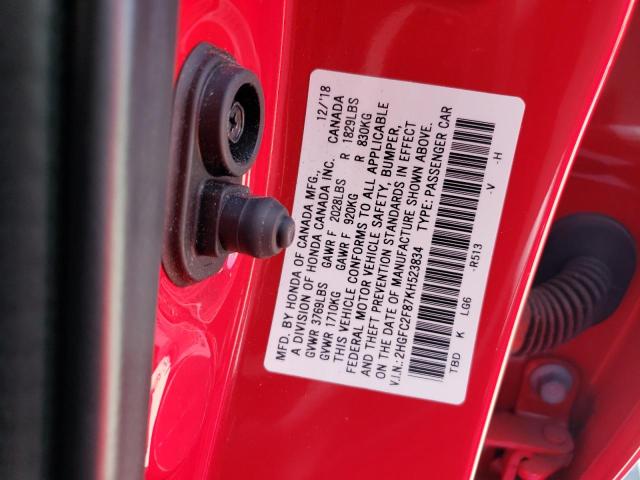 MFD. BY HONDA OF CANADA MFG., 12/'18
A DIVISION OF HONDA CANADA INC. CANADA
GVWR 3769LBS GAWR F 2028LBS R 1829LBS
GVWR 1710KG GAWR F 920KG R 830KG
THIS VEHICLE CONFORMS TO ALL APPLICABLE
FEDERAL MOTOR VEHICLE SAFETY, BUMPER,
AND THEFT PREVENTION STANDARDS IN EFFECT
ON THE DATE OF MANUFACTURE SHOWN ABOVE.
V.I.N.:2HGFC2F87KH523834 TYPE: PASSENGER CAR
TBD K LG6 -R513 -V -H